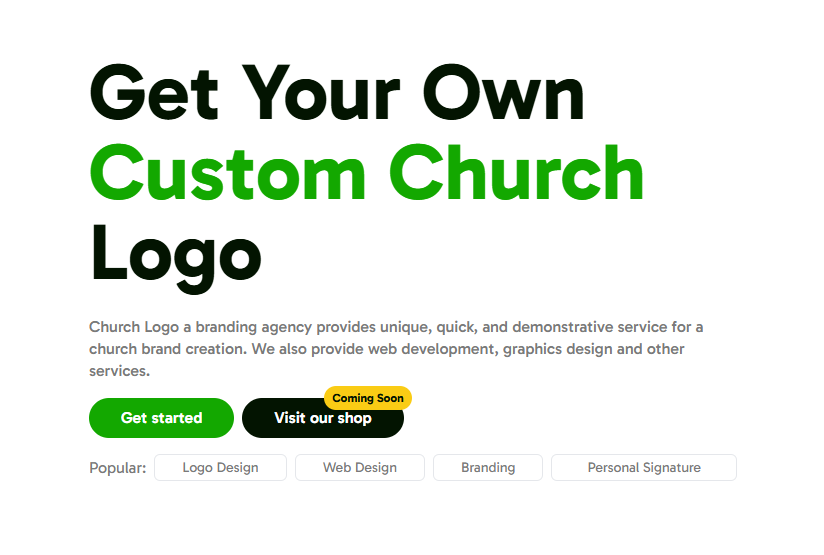 Get Your Own
Custom Church
Logo
Church Logo a branding agency provides unique, quick, and demonstrative service for a
church brand creation. We also provide web development, graphics design and other
services.
Coming Soon
Get started Visit our shop
Popular: Logo Design Web Design Branding Personal Signature